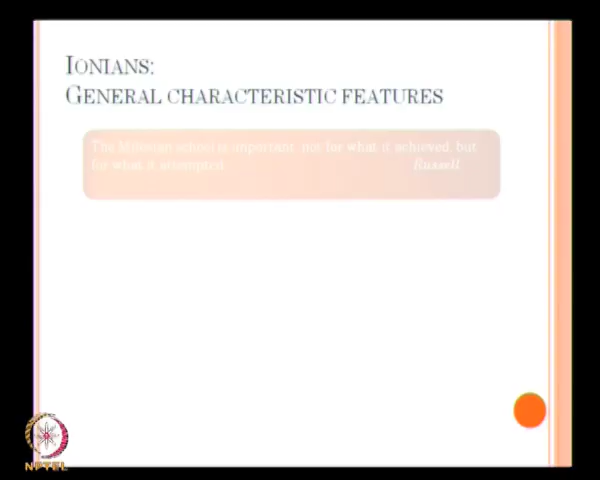 IONIANS:
GENERAL CHARACTERISTIC FEATURES
The Milesian school is important, not for what it achieved, but
for what it attempted
Russell
NPTEL